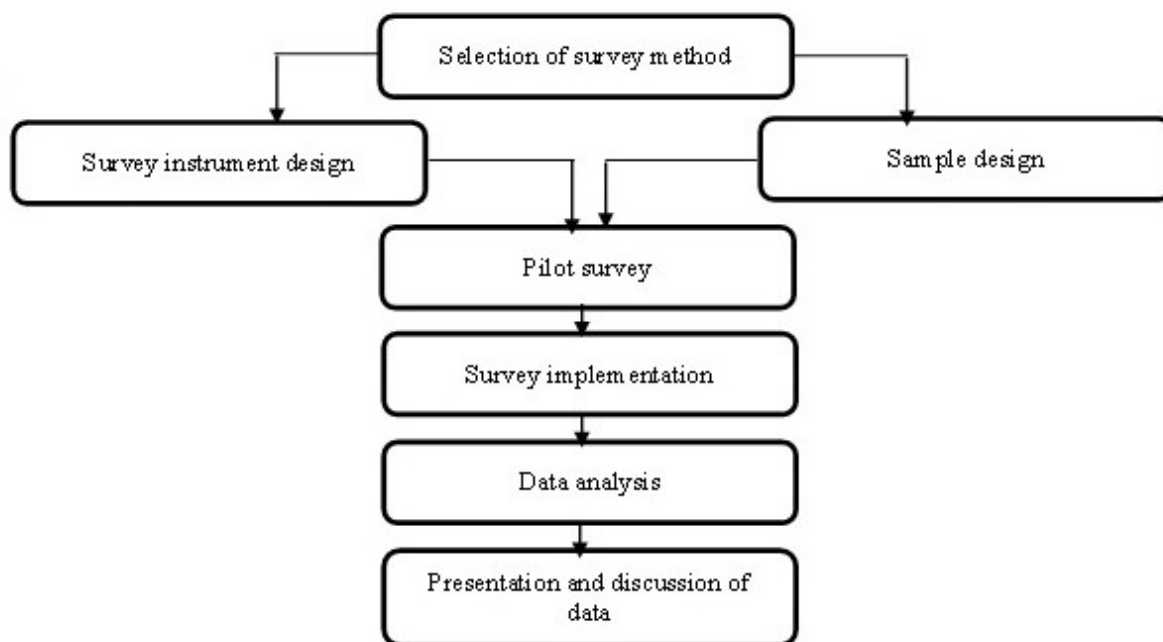 Selection of survey method
Survey instrument design
Sample design
Pilot survey
Survey implementation
Data analysis
Presentation and discussion of
data